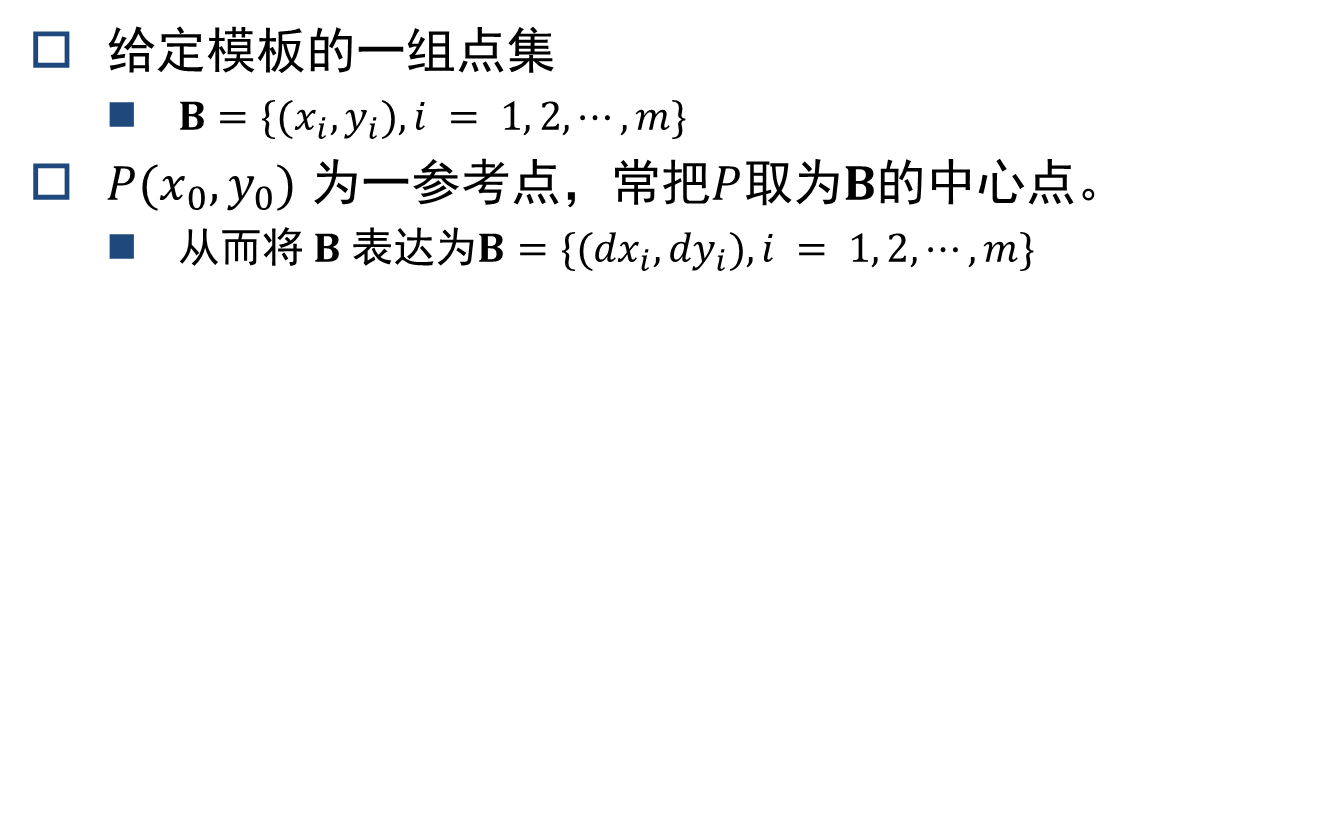 给定模板的一组点集
B = {(xᵢ, yᵢ), i = 1, 2, ⋯, m}
P(x₀, y₀) 为一参考点，常把P取为B的中心点。
从而将 B 表达为B = {(dxᵢ, dyᵢ), i = 1, 2, ⋯, m}